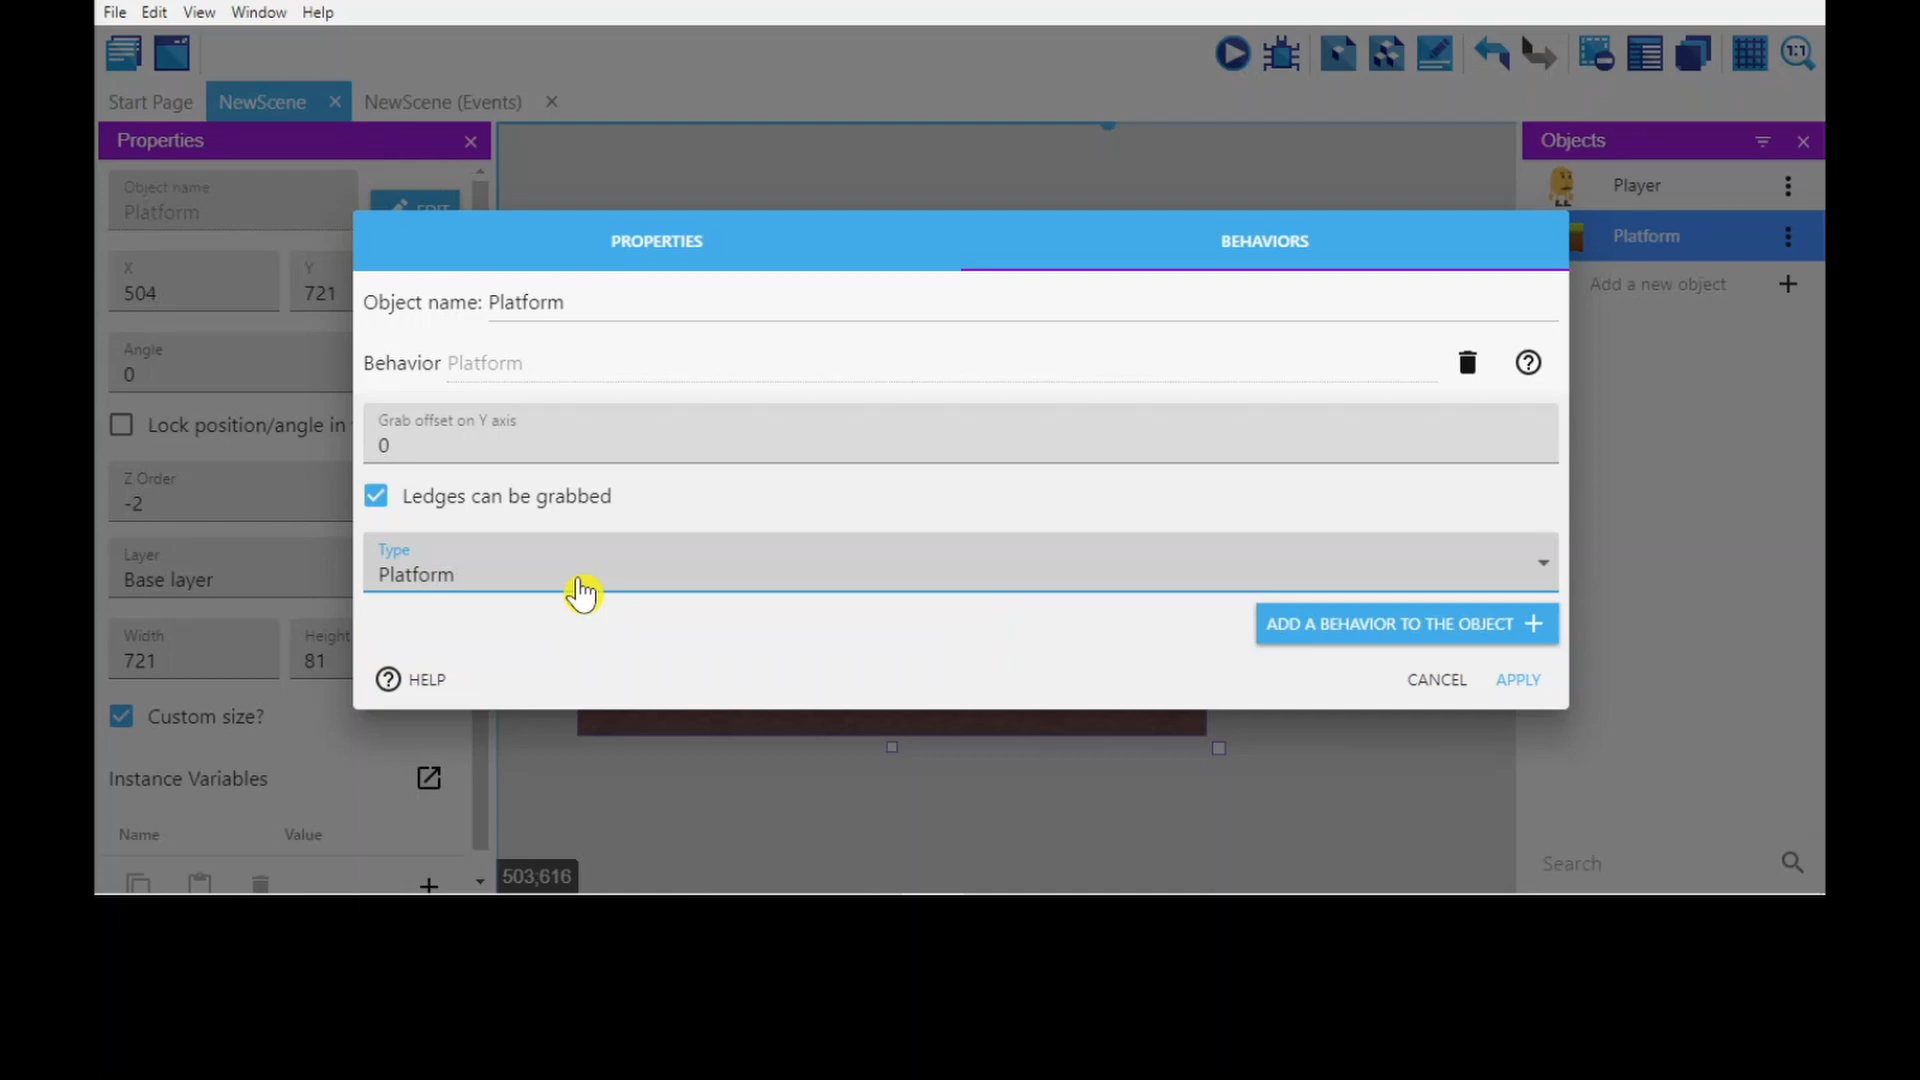 File Edit View Window Help
1:1
Start Page NewScene NewScene (Events)
Properties
Objects
Object name
Platform
EDIT
Player
Platform
Add a new object
X
504
Y
721
Angle
0
Lock position/angle in
Z Order
-2
Layer
Base layer
Width
721
Height
81
Custom size?
Instance Variables
Name Value
PROPERTIES BEHAVIORS
Object name: Platform
Behavior Platform
Grab offset on Y axis
0
Ledges can be grabbed
Type
Platform
ADD A BEHAVIOR TO THE OBJECT
HELP CANCEL APPLY
503;616
Search